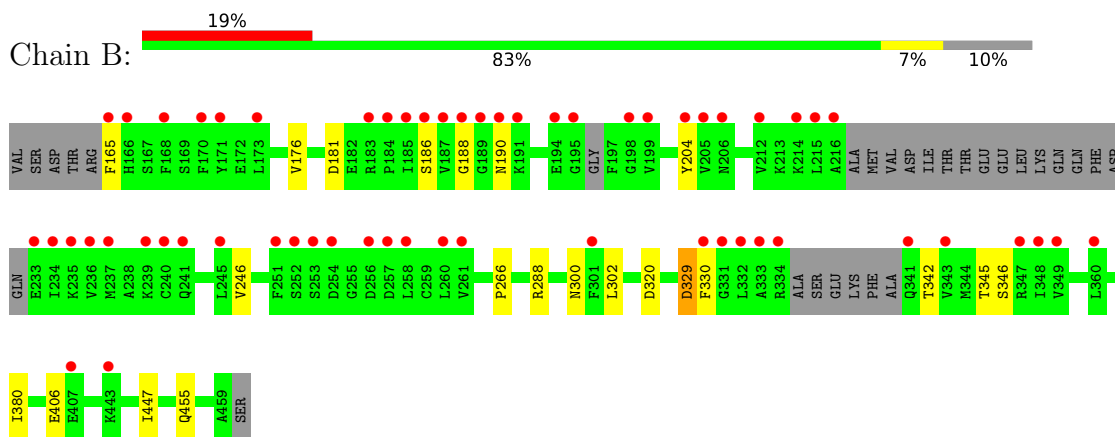 19%
Chain B:
83% 7% 10%
VAL SER ASP THR ARG F165 H166 S167 F168 S169 F170 Y171 E172 L173 V176 D181 E182 R183 P184 I185 S186 V187 G188 G189 N190 K191 E194 G195 GLY F197 G198 V199 Y204 V205 N206 V212 K213 K214 L215 A216 ALA MET VAL ASP ILE THR THR GLU GLU LEU LYS GLN GLN PHE ASP
GLN E233 I234 K235 V236 M237 A238 K239 C240 Q241 L245 V246 F251 S252 S253 D254 G255 D256 D257 L258 C259 L260 V261 P266 R288 N300 F301 L302 D320 D329 F330 G331 L332 A333 R334 ALA SER GLU LYS PHE ALA Q341 T342 V343 M344 T345 S346 R347 I348 V349 L360
I380 E406 E407 K443 I447 Q455 A459 SER